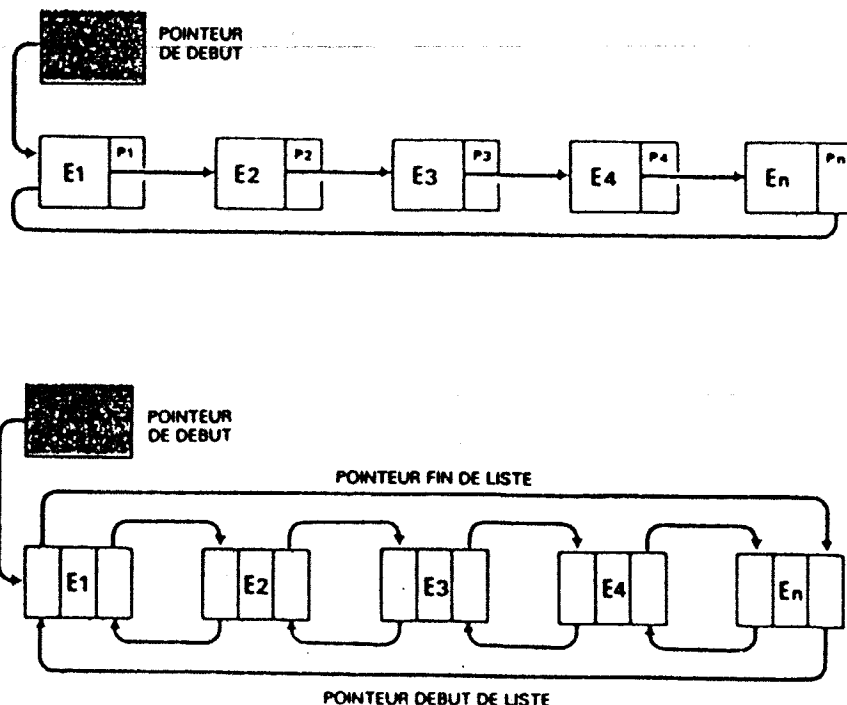 POINTEUR
DE DEBUT
E1 P1 E2 P2 E3 P3 E4 P4 En Pn
POINTEUR
DE DEBUT
POINTEUR FIN DE LISTE
E1 E2 E3 E4 En
POINTEUR DEBUT DE LISTE